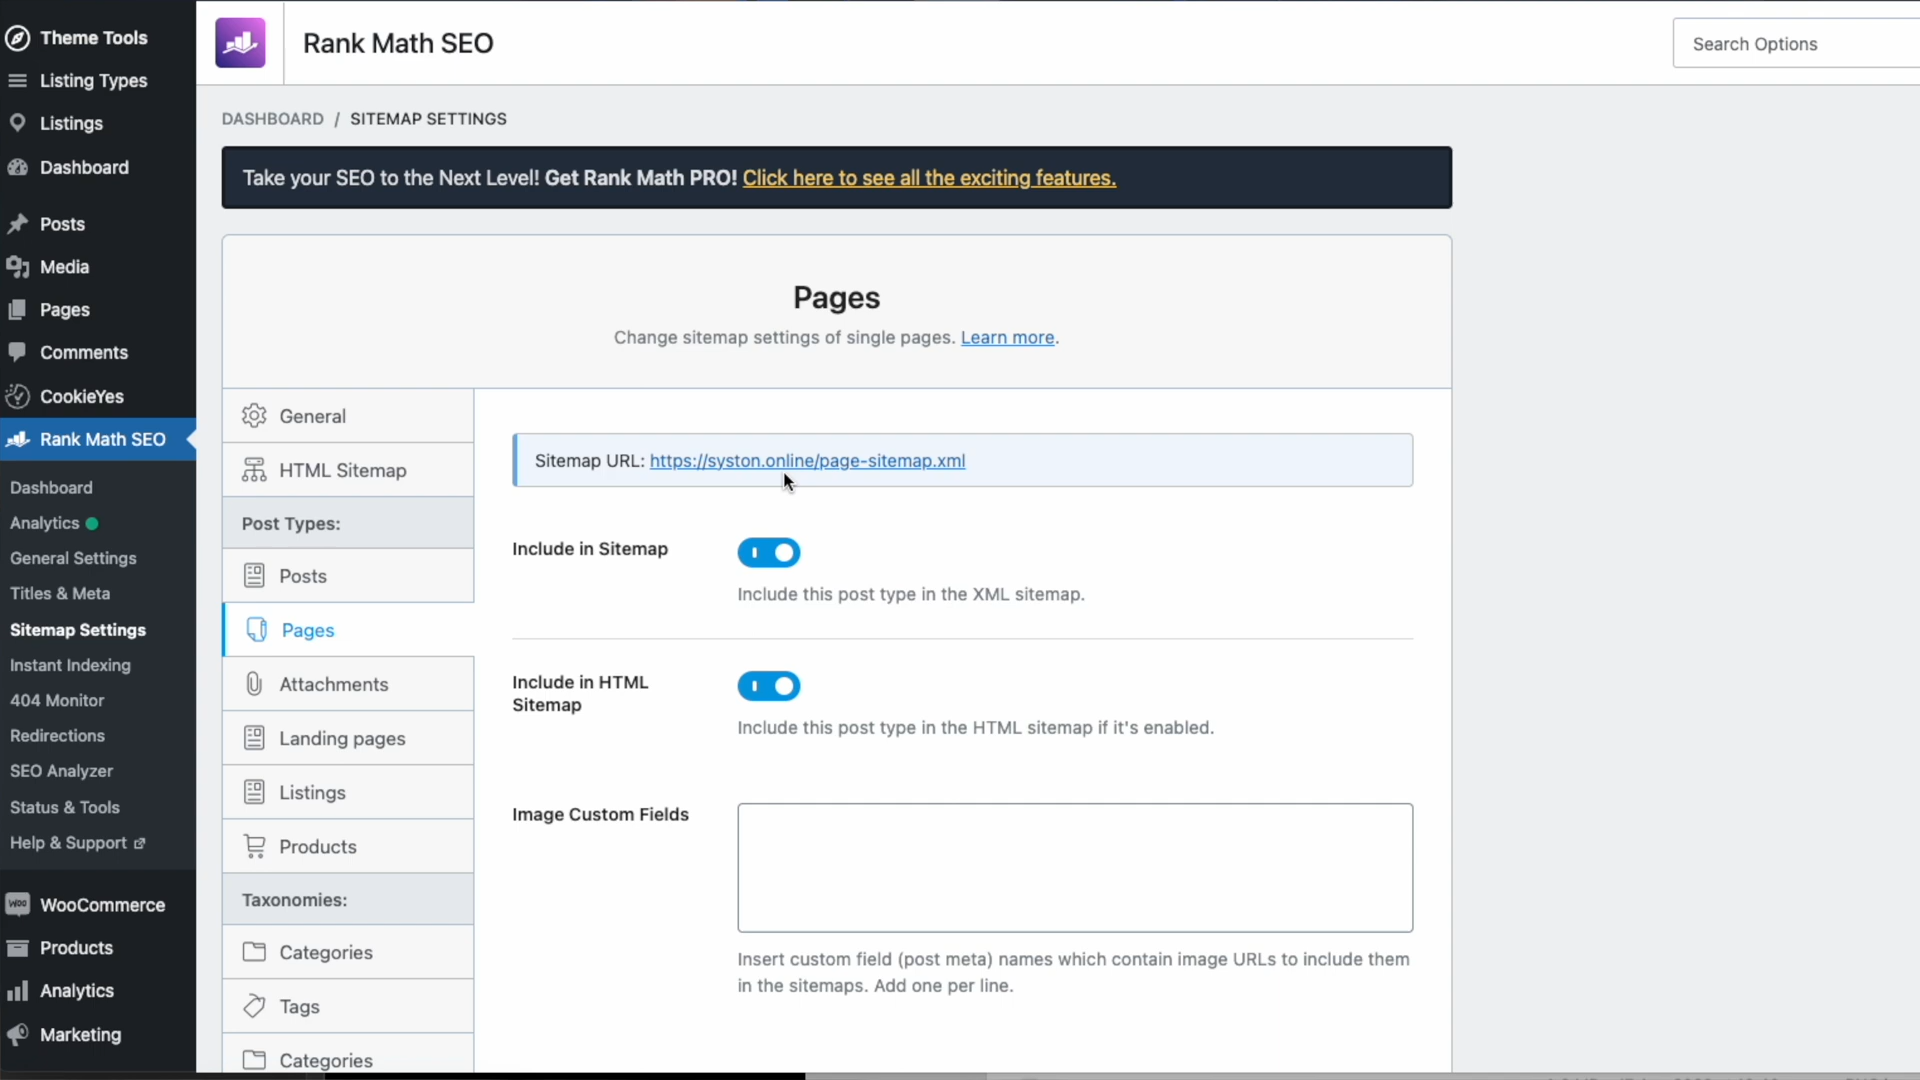 Theme Tools
Listing Types
Listings
Dashboard
Posts
Media
Pages
Comments
CookieYes
Rank Math SEO
Dashboard
Analytics
General Settings
Titles & Meta
Sitemap Settings
Instant Indexing
404 Monitor
Redirections
SEO Analyzer
Status & Tools
Help & Support
WooCommerce
Products
Analytics
Marketing
Rank Math SEO
Search Options
DASHBOARD / SITEMAP SETTINGS
Take your SEO to the Next Level! Get Rank Math PRO! Click here to see all the exciting features.
Pages
Change sitemap settings of single pages. Learn more.
General
HTML Sitemap
Post Types:
Posts
Pages
Attachments
Landing pages
Listings
Products
Taxonomies:
Categories
Tags
Categories
Sitemap URL: https://syston.online/page-sitemap.xml
Include in Sitemap
Include this post type in the XML sitemap.
Include in HTML
Sitemap
Include this post type in the HTML sitemap if it's enabled.
Image Custom Fields
Insert custom field (post meta) names which contain image URLs to include them
in the sitemaps. Add one per line.